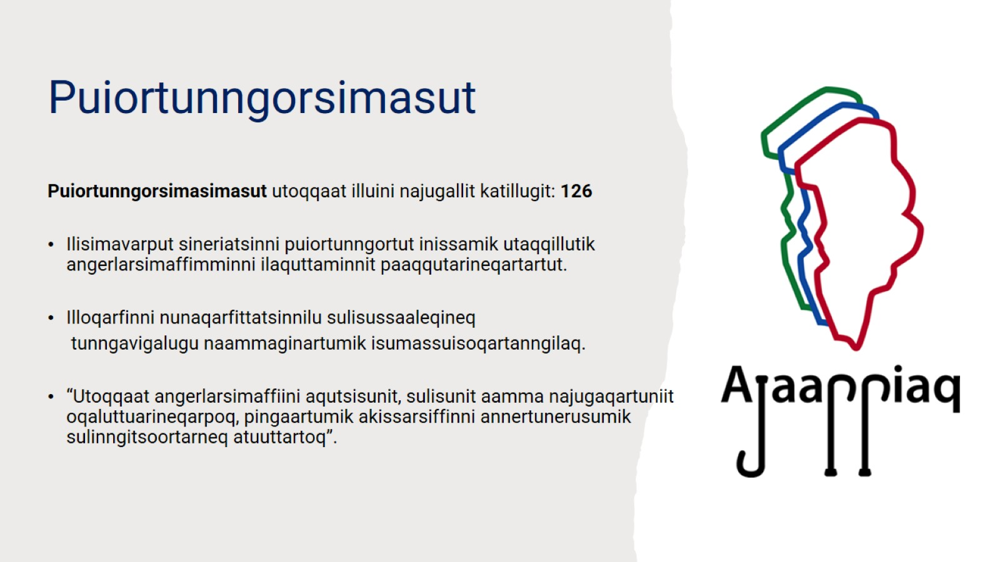 Puiortunngorsimasut
Puiortunngorsimasimasut utoqqaat illuini najugallit katillugit: 126
• Ilisimavarput sineriatsinni puiortunngortut inissamik utaqqillutik
angerlarsimaffimminni ilaquttaminnit paaqqutarineqartartut.
• Illoqarfinni nunaqarfittatsinnilu sulisussaaleqineq
tunngavigalugu naammaginartumik isumassuisoqartanngilaq.
• “Utoqqaat angerlarsimaffiini aqutsisunit, sulisunit aamma najugaqartuniit
oqaluttuarineqarpoq, pingaartumik akissarsiffinni annertunerusumik
sulinngitsoortarneq atuuttartoq”.
Ajaappiaq